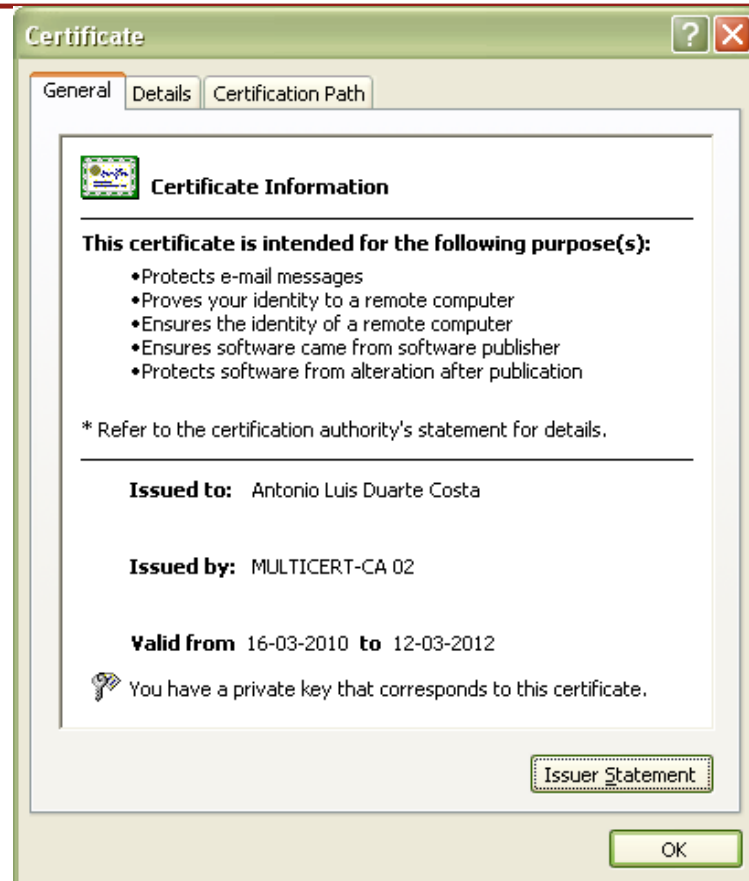 Certificate
General Details Certification Path
Certificate Information
This certificate is intended for the following purpose(s):
•Protects e-mail messages
•Proves your identity to a remote computer
•Ensures the identity of a remote computer
•Ensures software came from software publisher
•Protects software from alteration after publication
* Refer to the certification authority's statement for details.
Issued to: Antonio Luis Duarte Costa
Issued by: MULTICERT-CA 02
Valid from 16-03-2010 to 12-03-2012
You have a private key that corresponds to this certificate.
Issuer Statement
OK